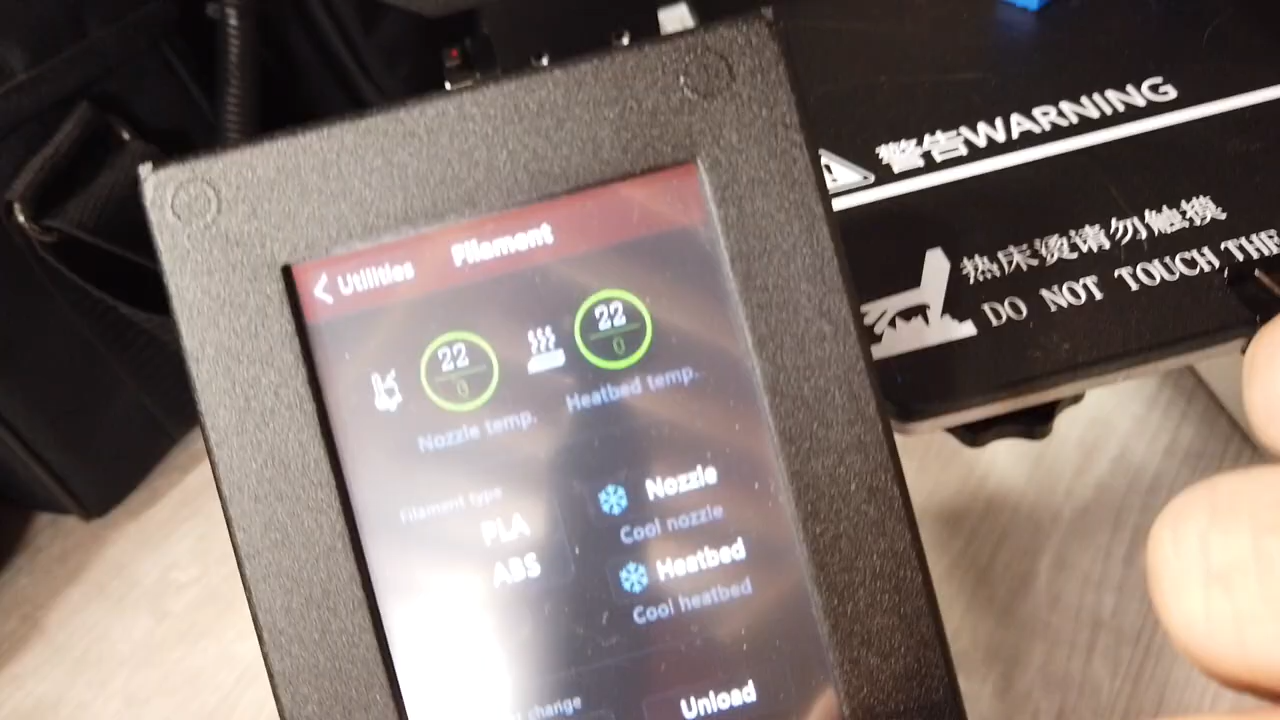 警告WARNING
热床烫请勿触摸
DO NOT TOUCH THE
Utilities
Filament
22
0
22
0
Nozzle temp.
Heatbed temp.
Filament type
PLA
ABS
Nozzle
Cool nozzle
Heatbed
Cool heatbed
change
Unload